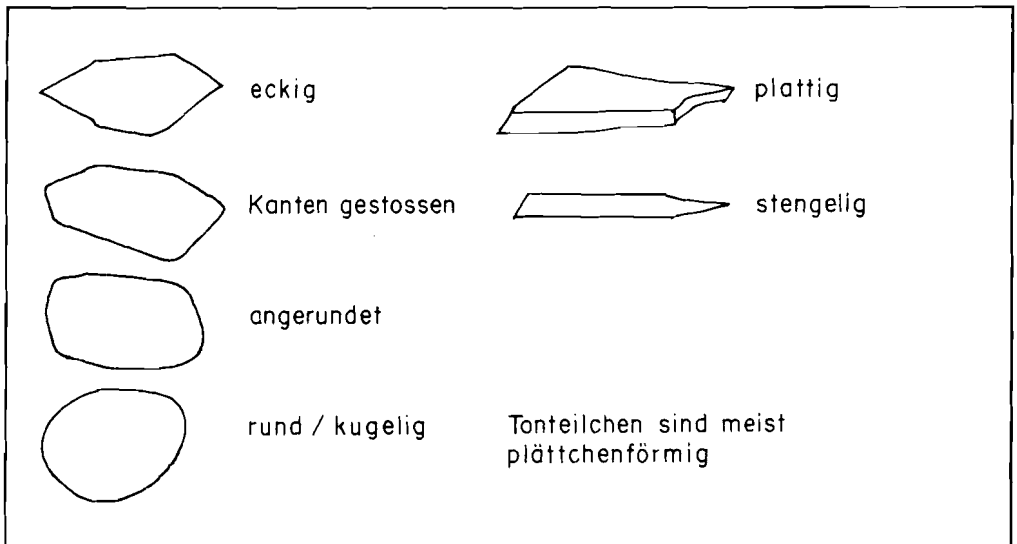 eckig
Kanten gestossen
angerundet
rund / kugelig
plattig
stengelig
Tonteilchen sind meist
plättchenförmig